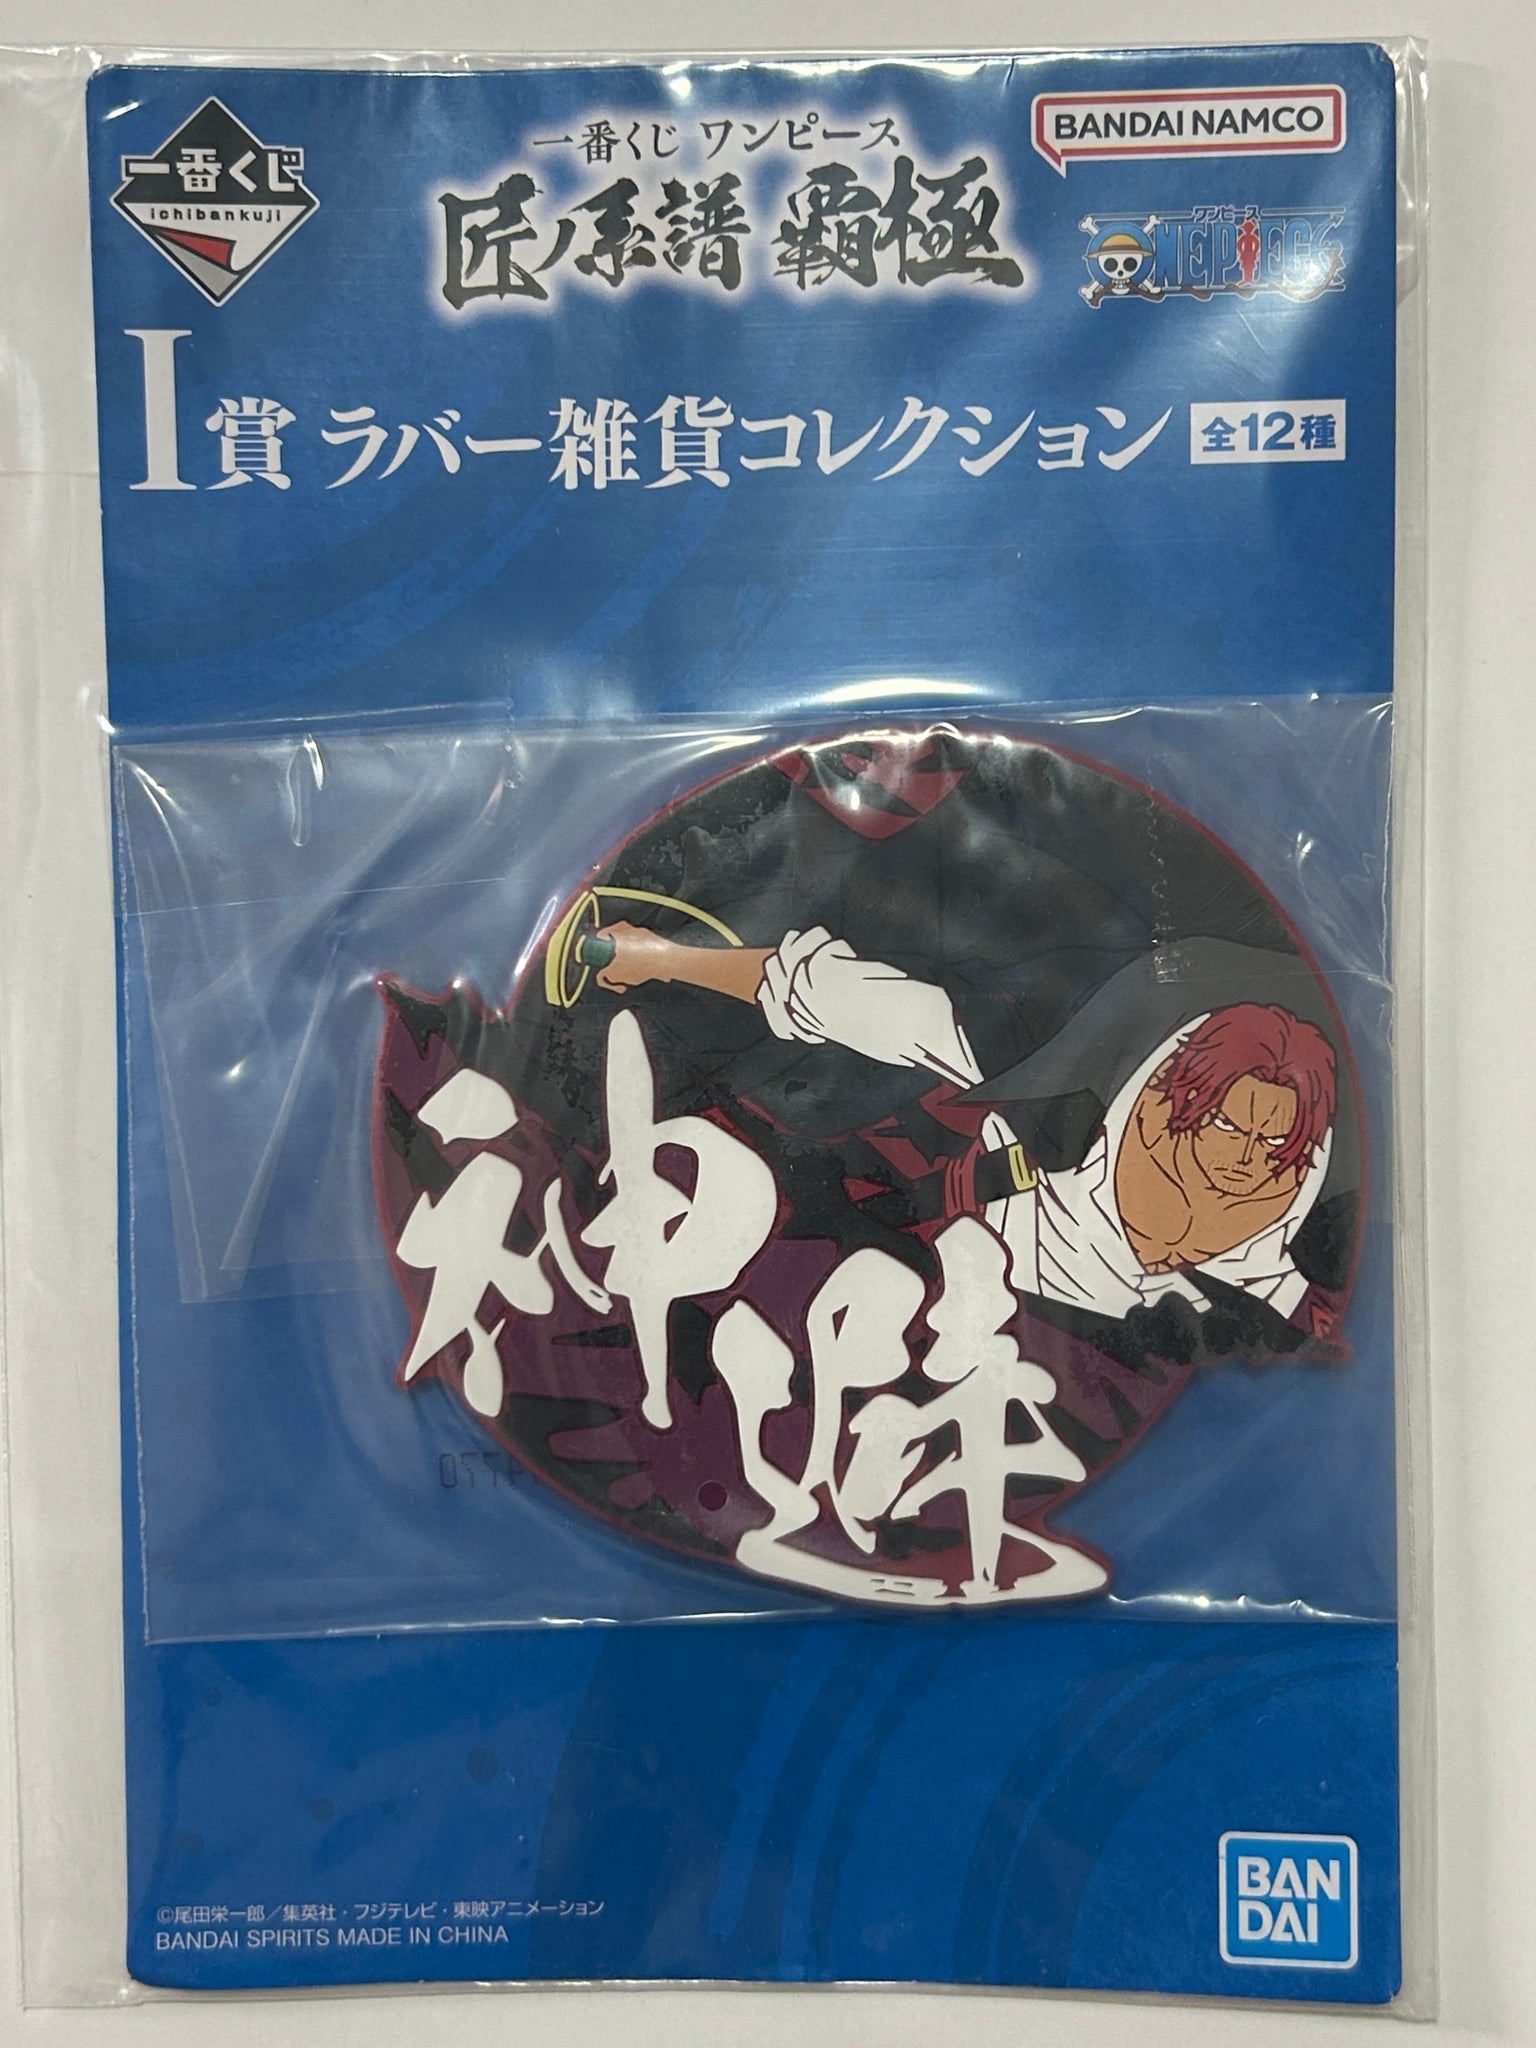 一番くじ
ichibankuji
一番くじ ワンピース
匠ノ系譜 覇極
BANDAI NAMCO
ワンピース
ONE PIECE
I賞 ラバー雑貨コレクション 全12種
神避
©尾田栄一郎／集英社・フジテレビ・東映アニメーション
BANDAI SPIRITS MADE IN CHINA
BAN
DAI